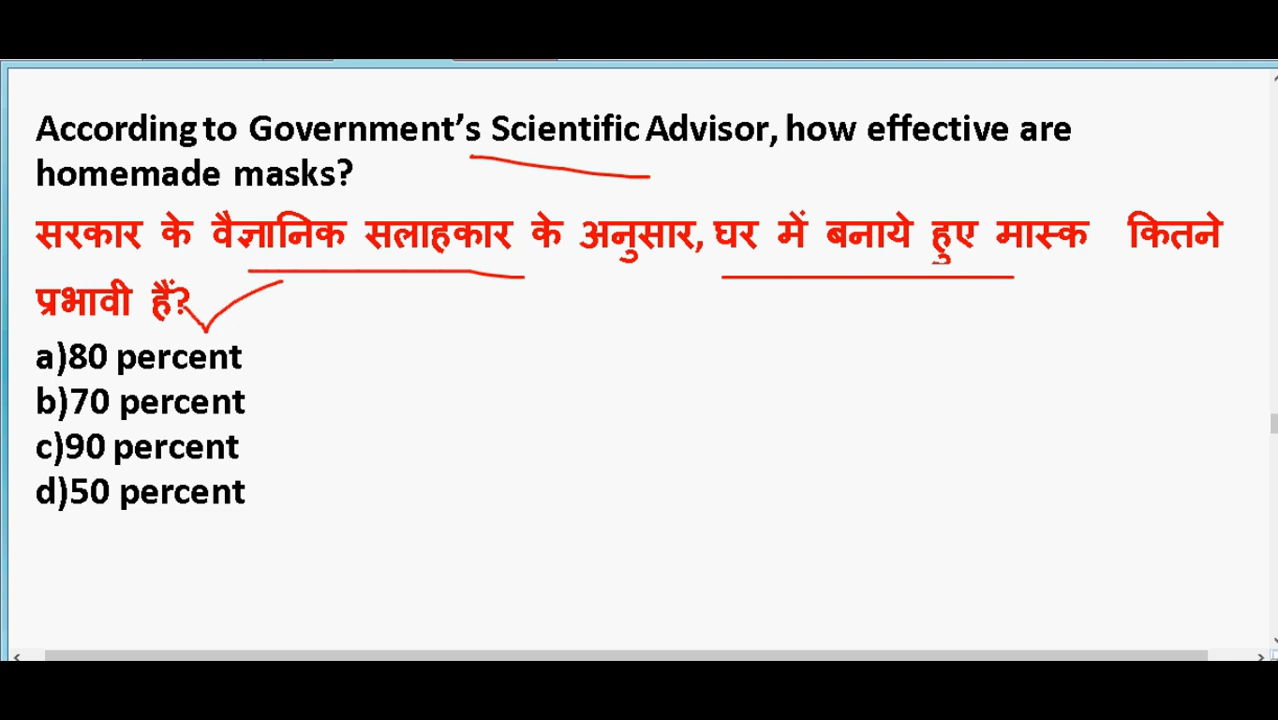 According to Government’s Scientific Advisor, how effective are
homemade masks?
सरकार के वैज्ञानिक सलाहकार के अनुसार, घर में बनाये हुए मास्क कितने
प्रभावी हैं?
a)80 percent
b)70 percent
c)90 percent
d)50 percent